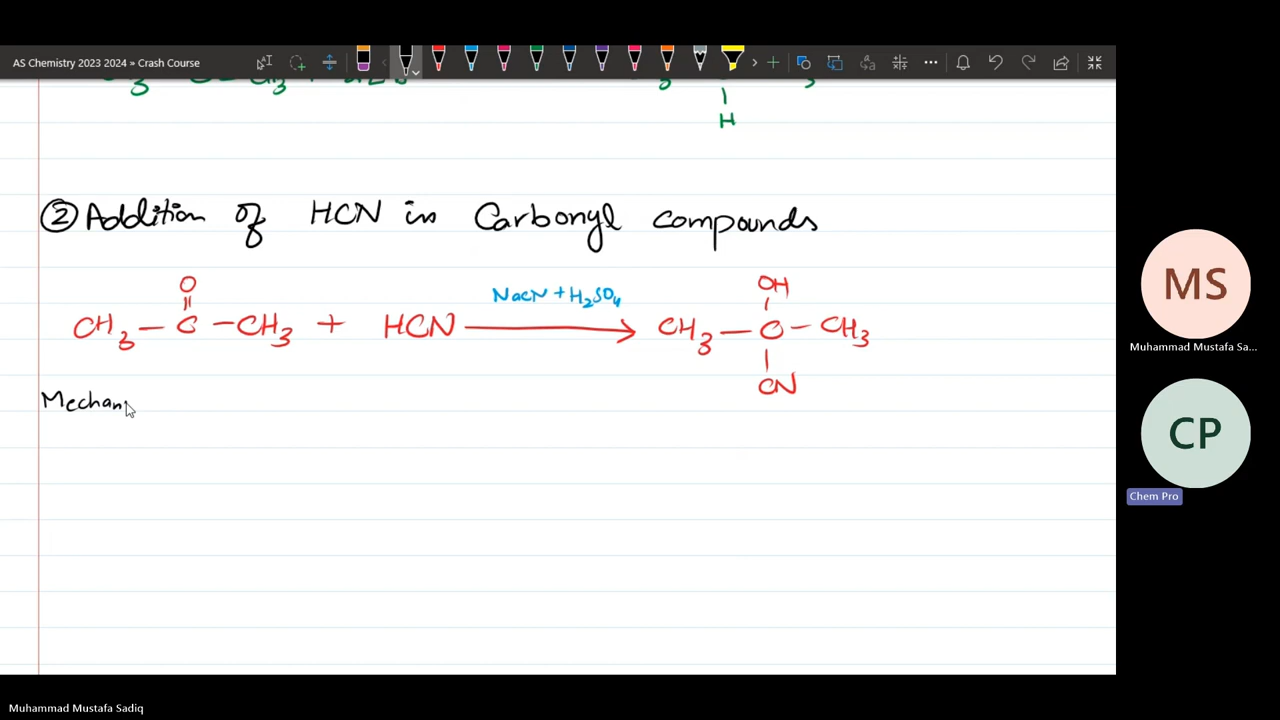 AS Chemistry 2023 2024 » Crash Course
H
② Addition of HCN in Carbonyl compounds
O
||
CH3 — C — CH3 + HCN
NaCN + H2SO4
OH
|
CH3 — C — CH3
|
CN
Mechan
MS
Muhammad Mustafa Sa...
CP
Chem Pro
Muhammad Mustafa Sadiq